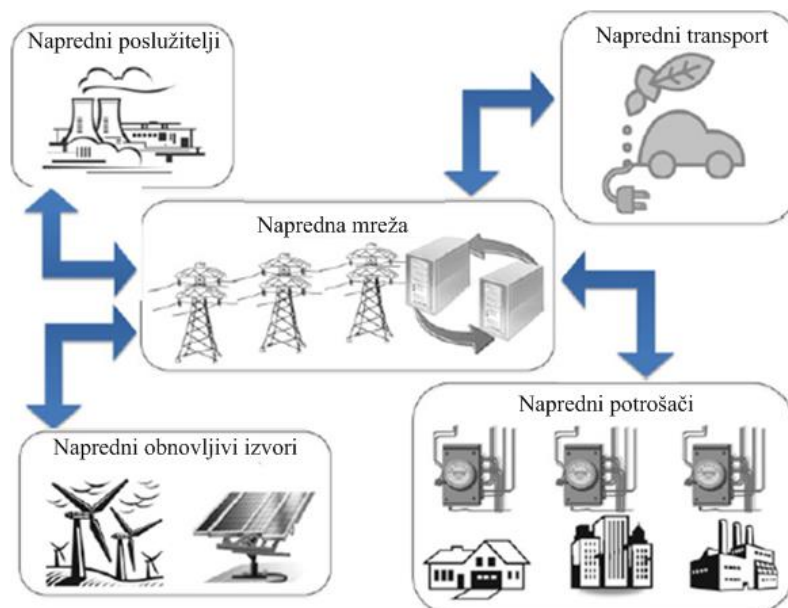 Napredni poslužitelji
Napredni transport
Napredna mreža
Napredni obnovljivi izvori
Napredni potrošači